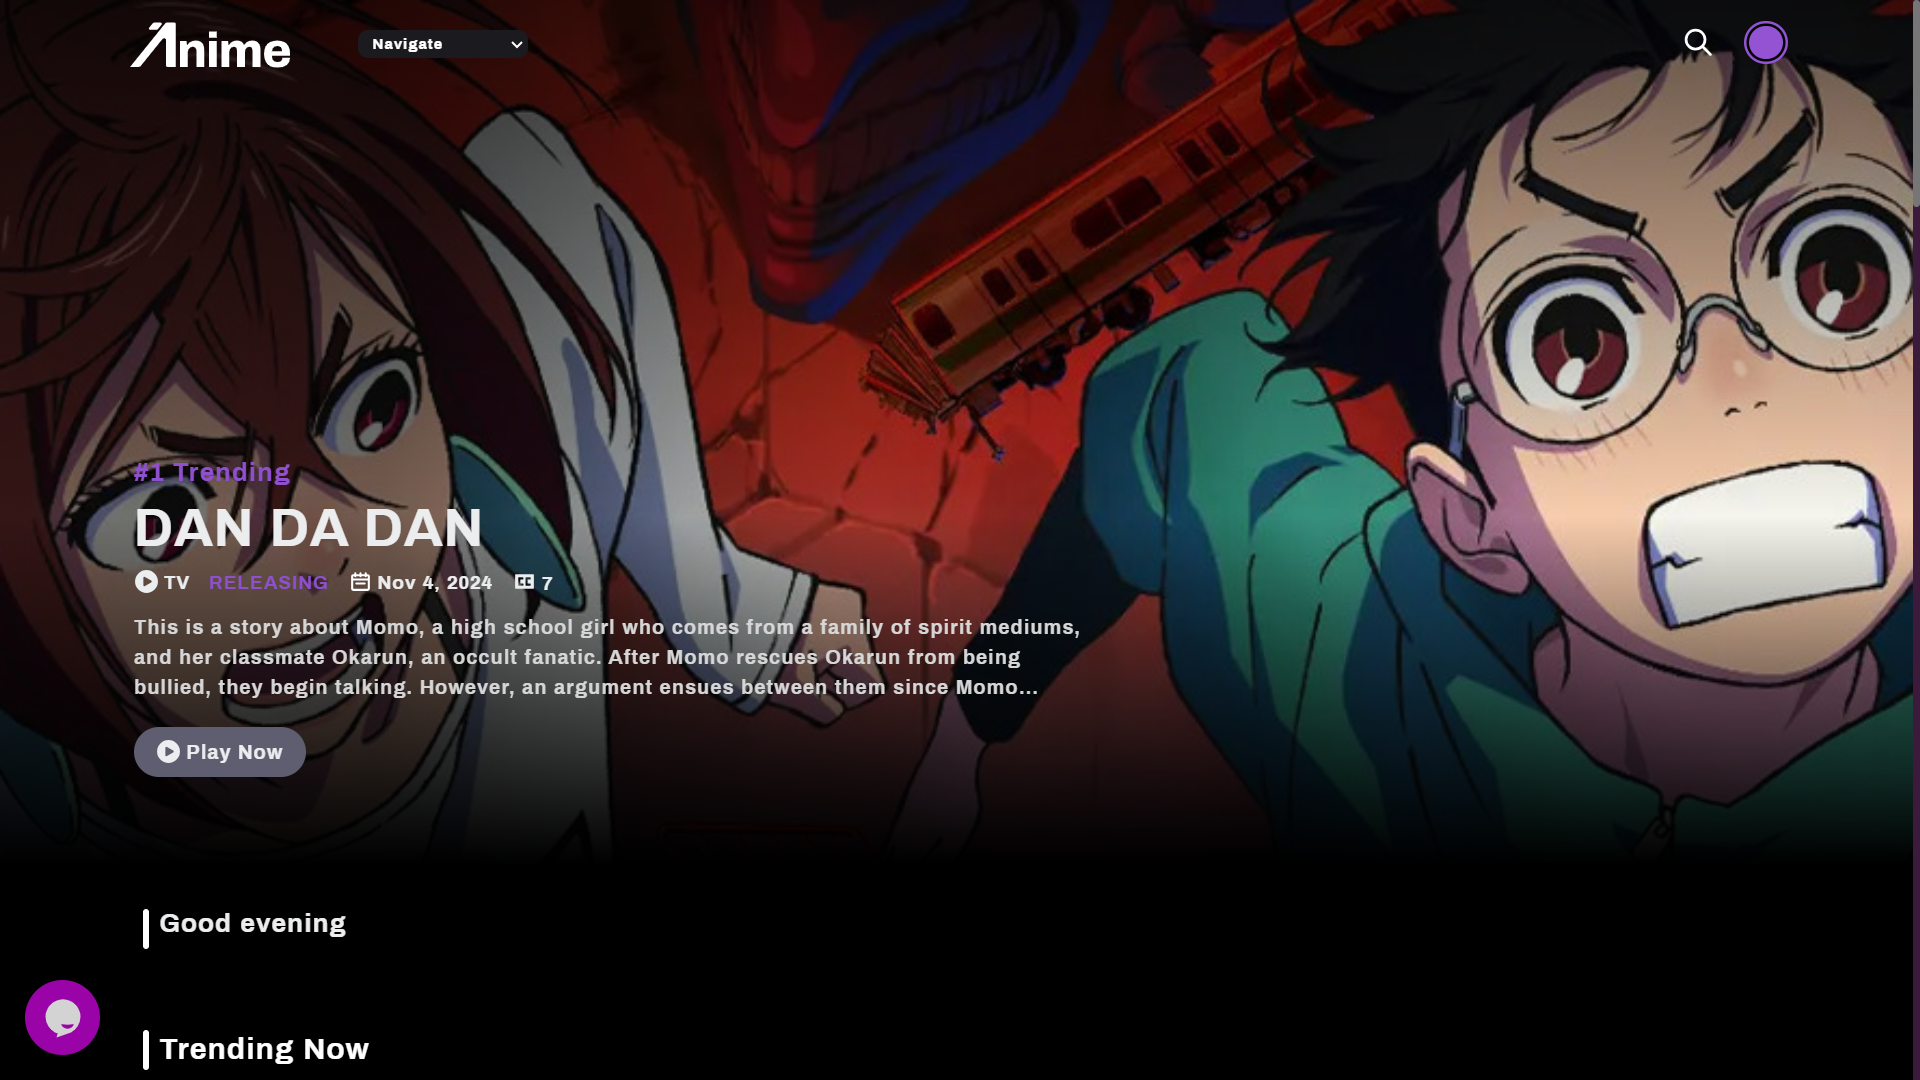 Anime
Navigate
#1 Trending
DAN DA DAN
TV RELEASING Nov 4, 2024 CC 7
This is a story about Momo, a high school girl who comes from a family of spirit mediums,
and her classmate Okarun, an occult fanatic. After Momo rescues Okarun from being
bullied, they begin talking. However, an argument ensues between them since Momo...
Play Now
Good evening
Trending Now